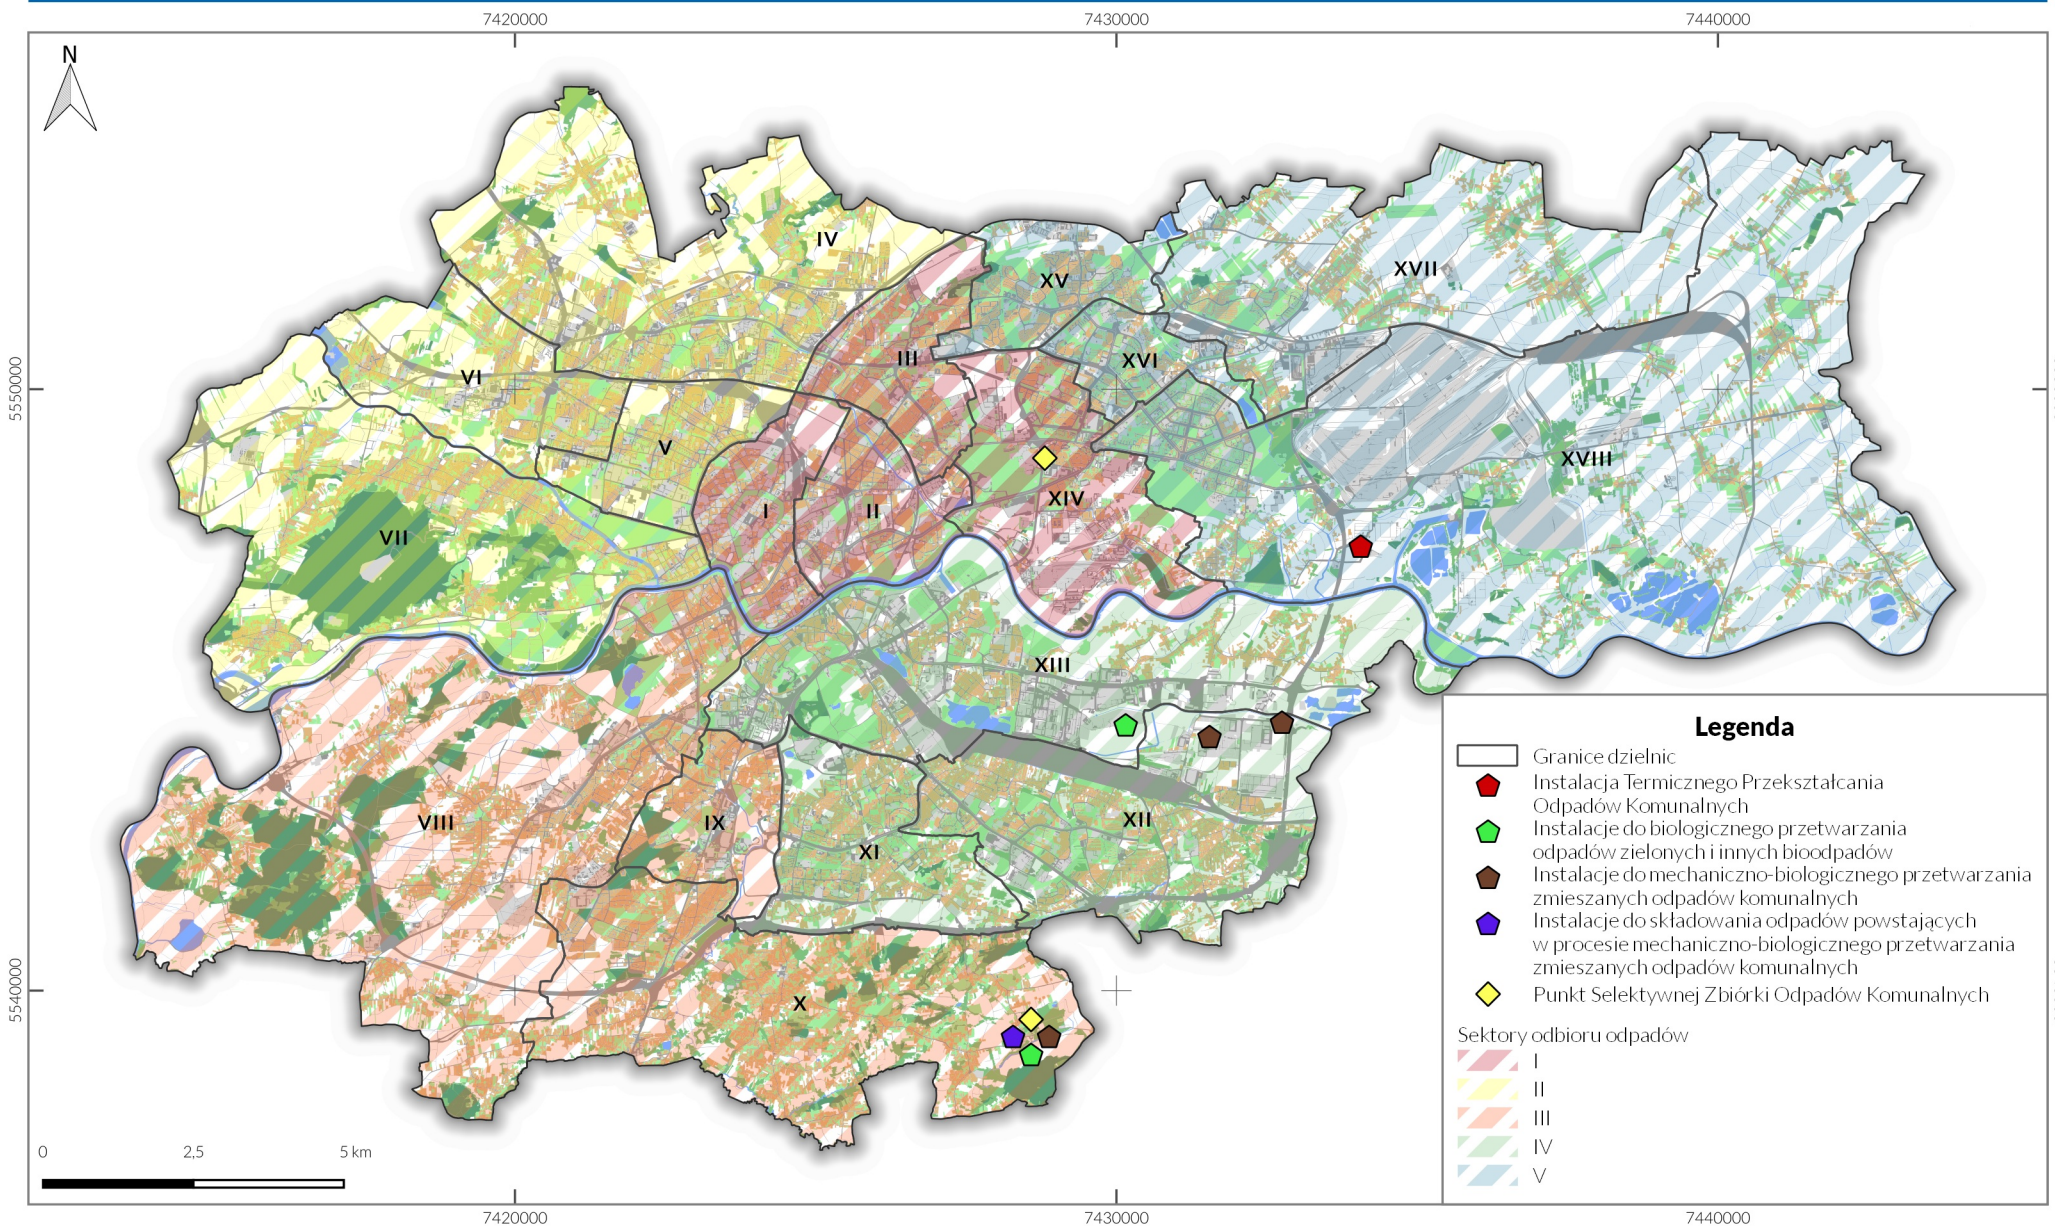 7420000 7430000 7440000
N
IV
XV
XVII
III
XVI
VI
5550000
V
XVIII
XIV
I
II
VII
XIII
Legenda
Granice dzielnic
Instalacja Termicznego Przekształcania
Odpadów Komunalnych
Instalacje do biologicznego przetwarzania
odpadów zielonych i innych bioodpadów
Instalacje do mechaniczno-biologicznego przetwarzania
zmieszanych odpadów komunalnych
Instalacje do składowania odpadów powstających
w procesie mechaniczno-biologicznego przetwarzania
zmieszanych odpadów komunalnych
Punkt Selektywnej Zbiórki Odpadów Komunalnych
Sektory odbioru odpadów
I
II
III
IV
V
VIII
IX
XII
XI
5540000
X
0 2,5 5 km
7420000 7430000 7440000